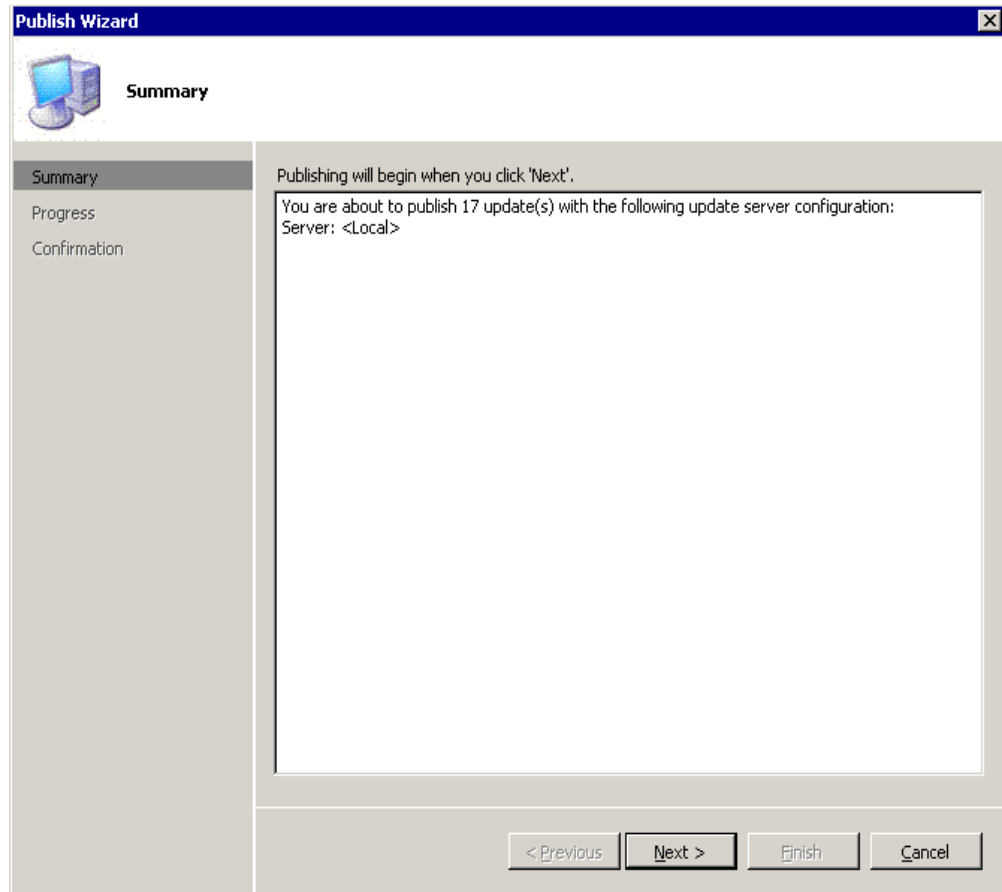 Publish Wizard
Summary
Summary
Progress
Confirmation
Publishing will begin when you click 'Next'.
You are about to publish 17 update(s) with the following update server configuration:
Server: <Local>
< Previous
Next >
Finish
Cancel